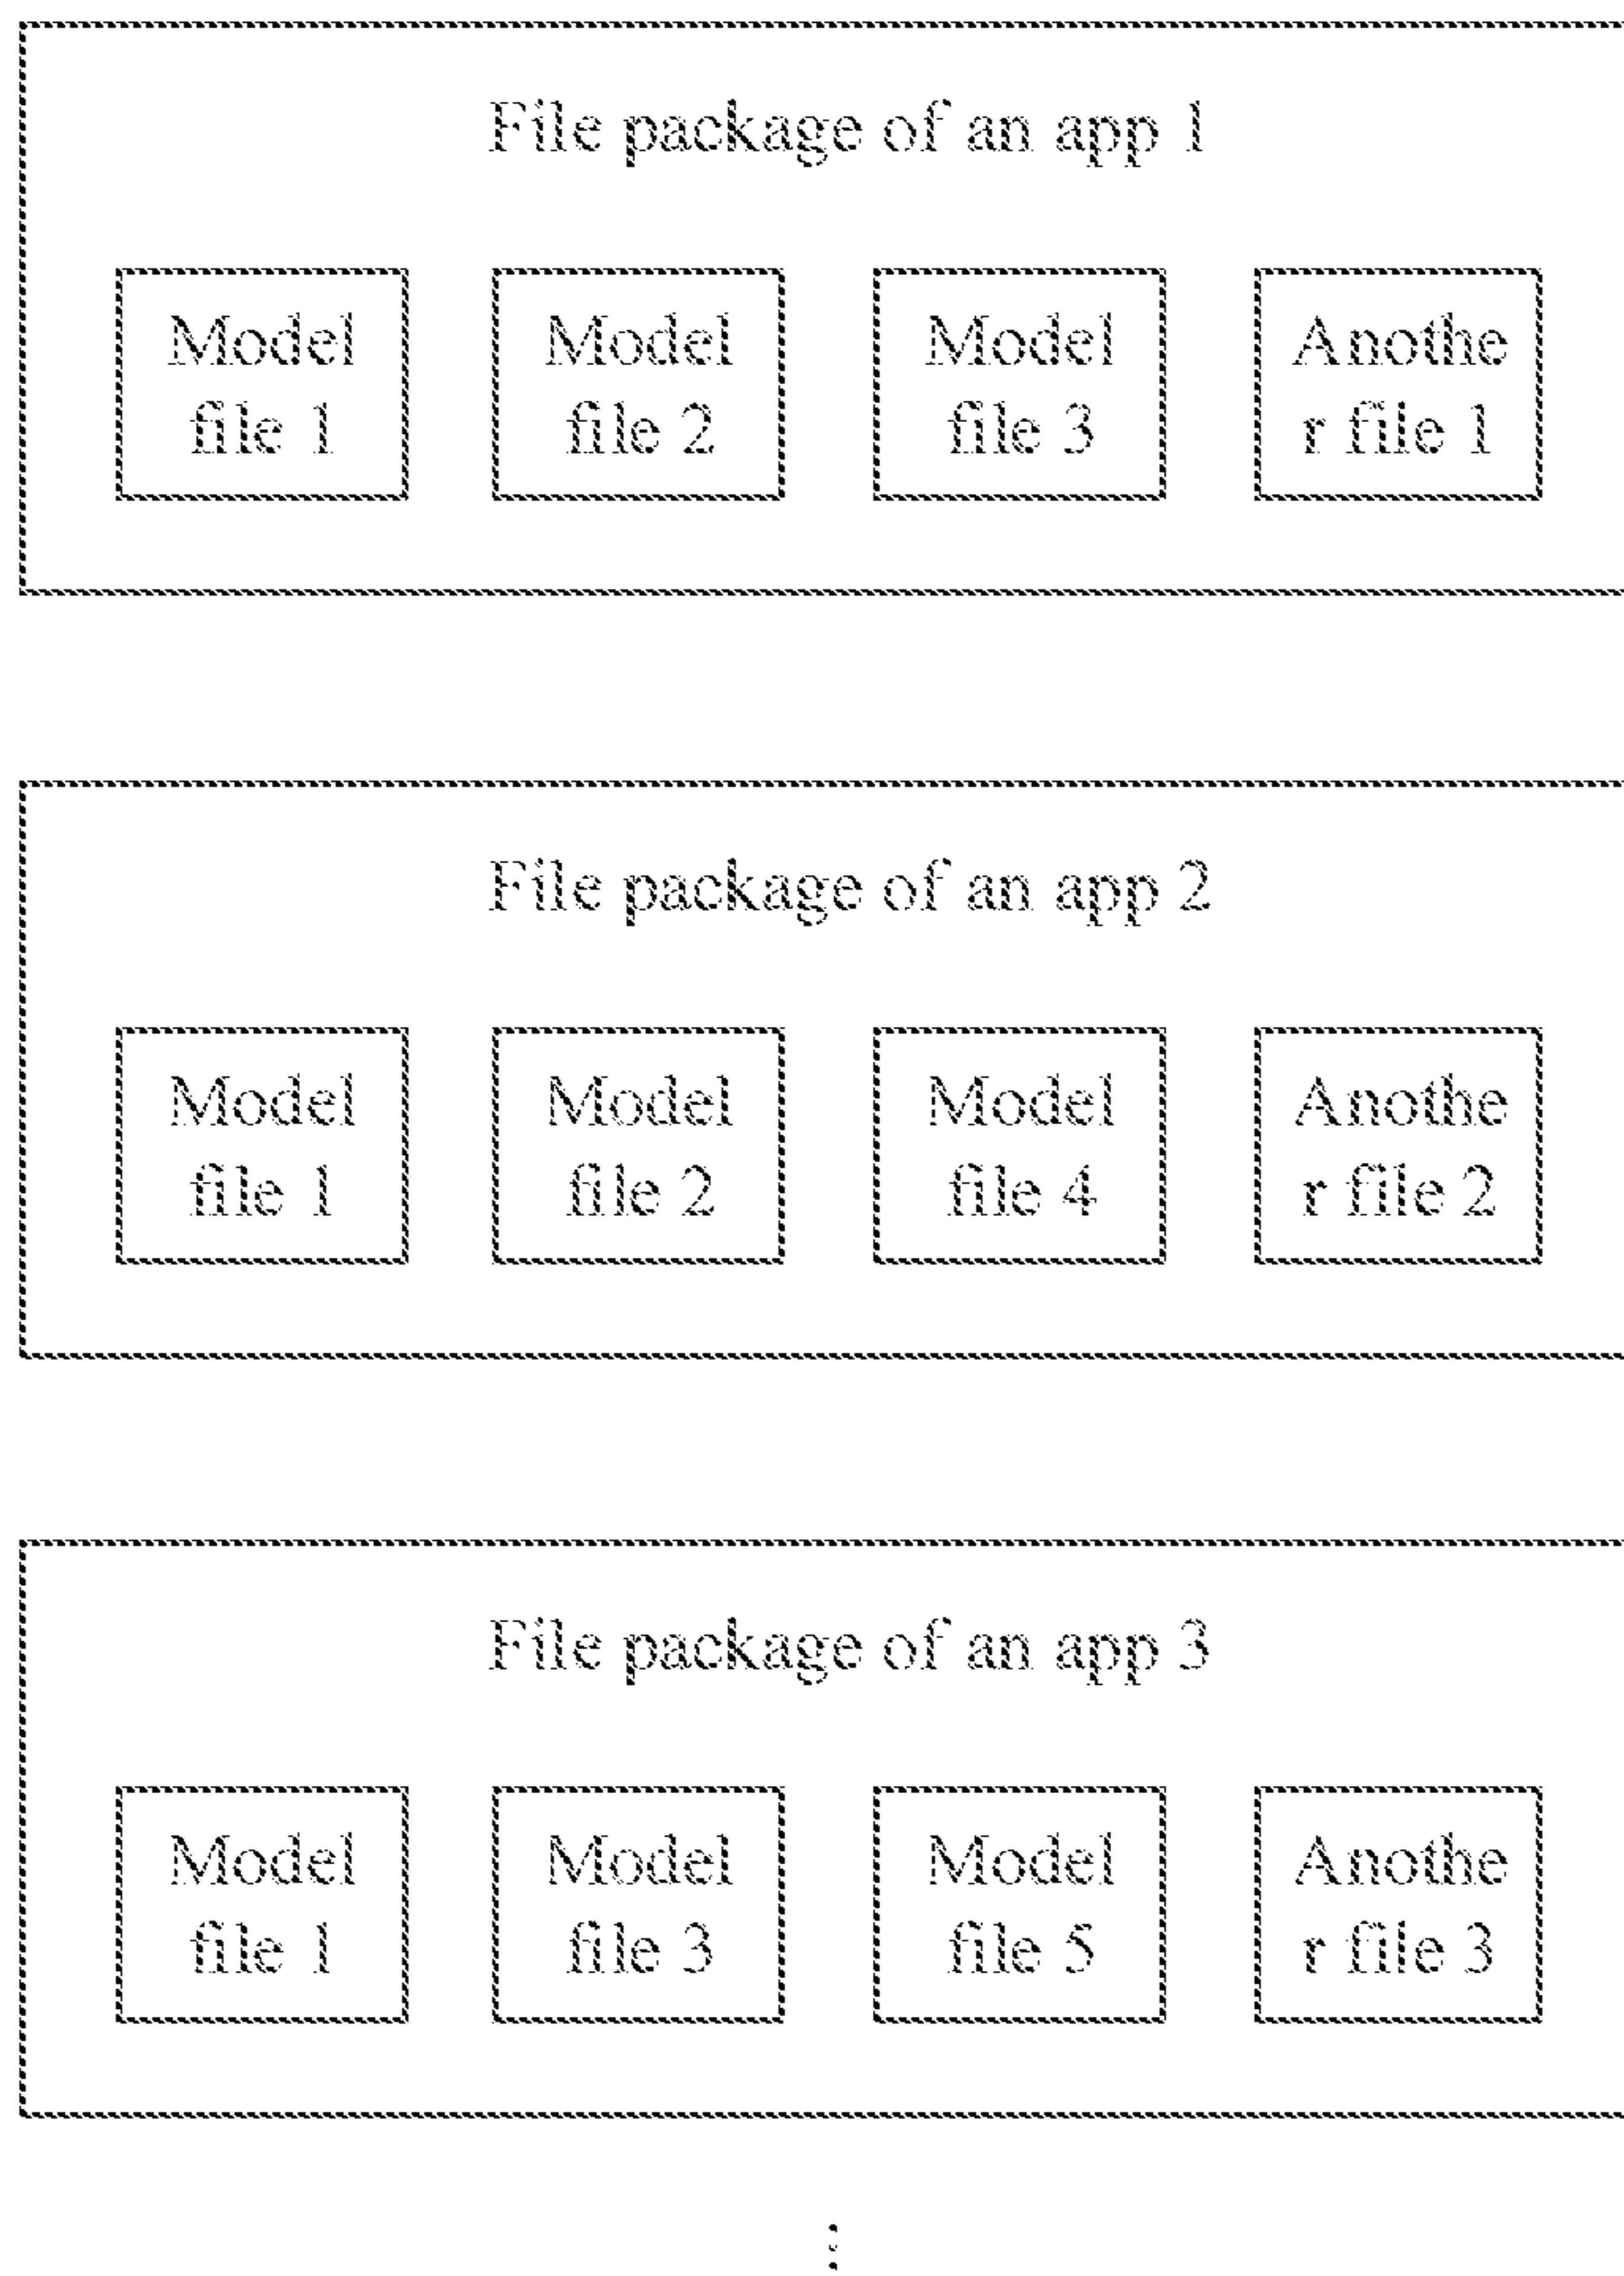 File package of an app 1
Model
file 1
Model
file 2
Model
file 3
Anothe
r file 1
File package of an app 2
Model
file 1
Model
file 2
Model
file 4
Anothe
r file 2
File package of an app 3
Model
file 1
Model
file 3
Model
file 5
Anothe
r file 3
⋮